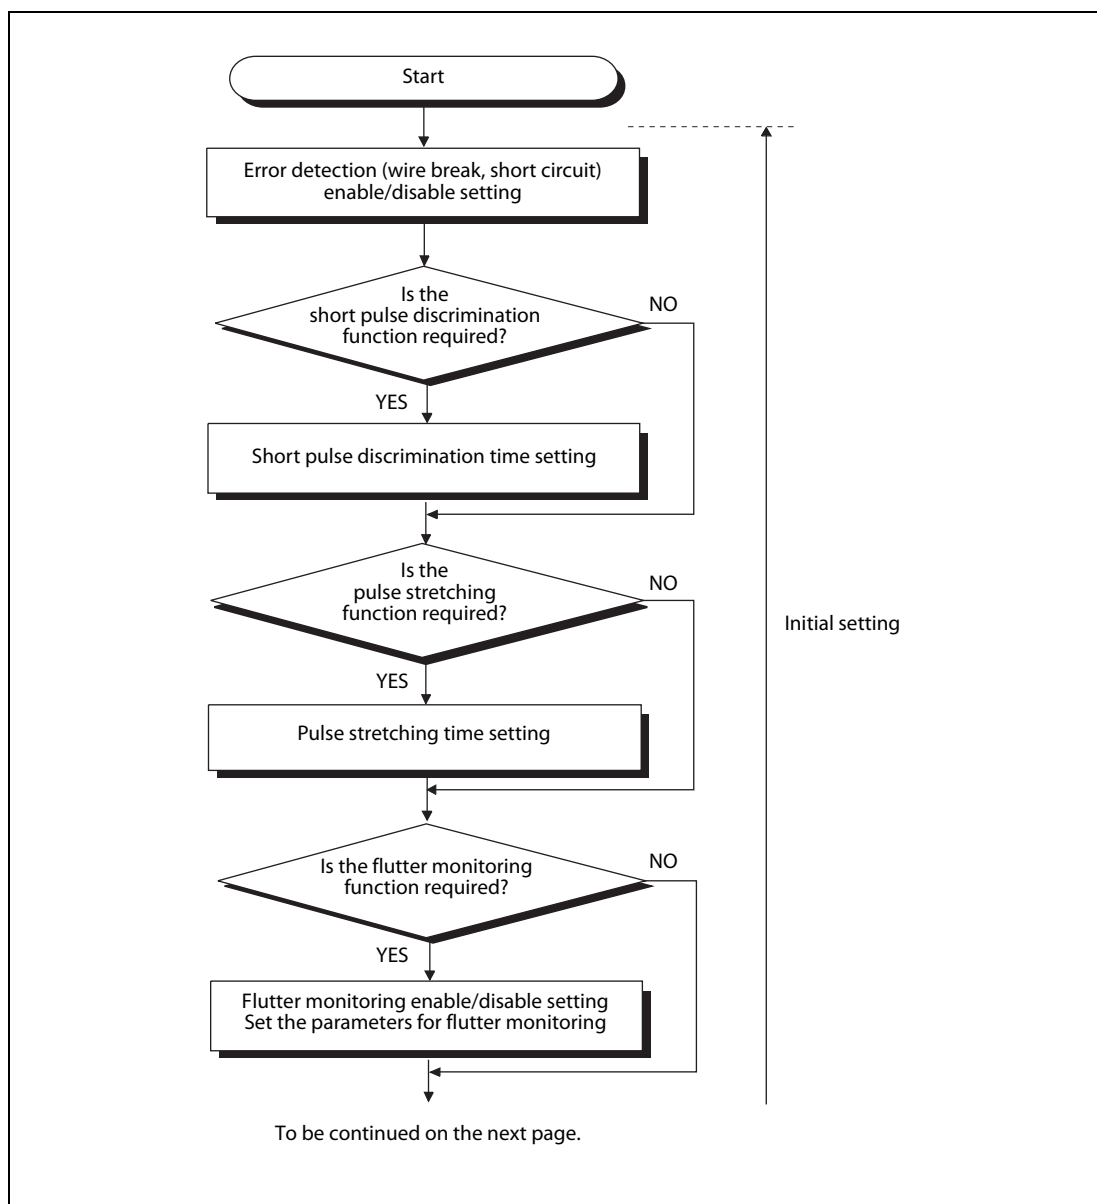 Start
Error detection (wire break, short circuit)
enable/disable setting
Is the
short pulse discrimination
function required?
NO
YES
Short pulse discrimination time setting
Is the
pulse stretching
function required?
NO
Initial setting
YES
Pulse stretching time setting
Is the flutter monitoring
function required?
NO
YES
Flutter monitoring enable/disable setting
Set the parameters for flutter monitoring
To be continued on the next page.